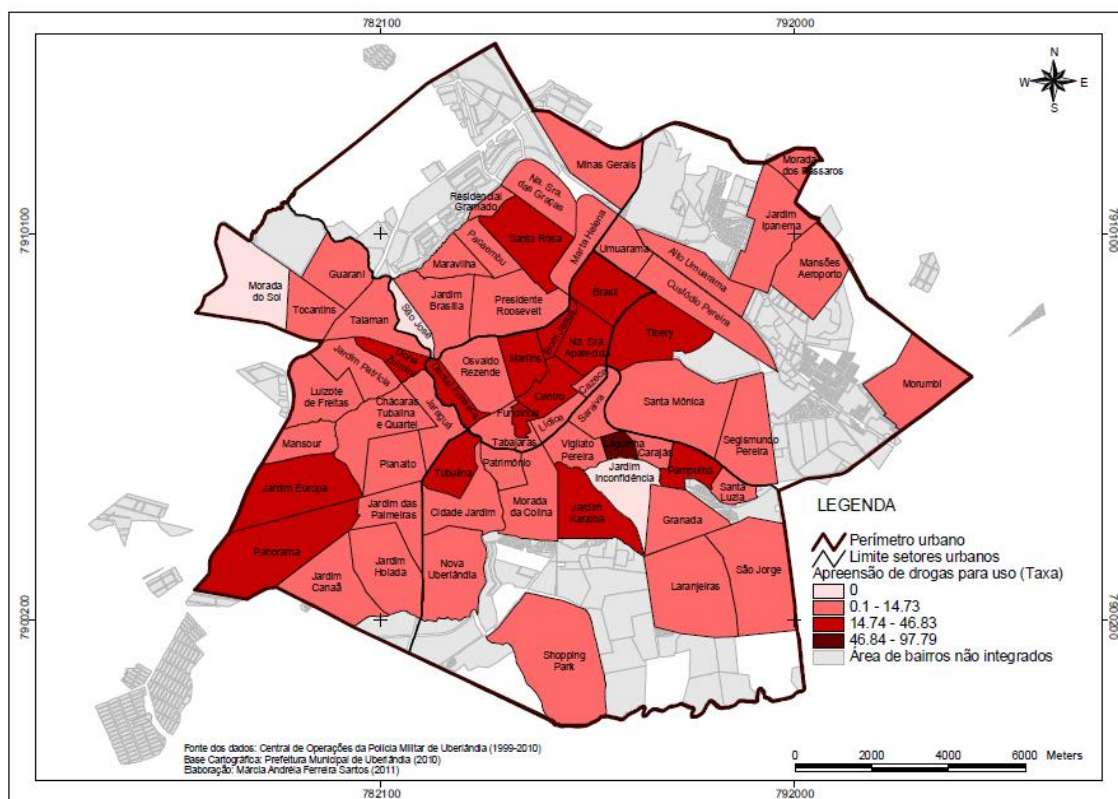 782100
792000
N
W
E
S
Minas Gerais
Morada
dos Pássaros
Na. Sra.
das Graças
Residencial
Gramado
7910100
7910100
Santa Rosa
Marta Helena
Jardim
Ipanema
Pacaembu
Umuarama
Alto Umuarama
Mansões
Aeroporto
Maravilha
Guarani
Morada
do Sol
Custódio Pereira
Brasil
Jardim
Brasília
Presidente
Roosevelt
São José
Tocantins
Taiaman
Tibery
Bom Jesus
Na. Sra.
Aparecida
Martins
Osvaldo
Rezende
Dona
Zulmira
Daniel Fonseca
Jardim Patrícia
Cazeca
Morumbi
Luizote
de Freitas
Chácaras
Tubalina
e Quartel
Jaraguá
Centro
Santa Mônica
Fundinho
Lídice
Saraiva
Tabajaras
Segismundo
Pereira
Mansour
Vigilato
Pereira
Lagoinha
Carajás
Planalto
Tubalina
Patrimônio
Jardim
Inconfidência
Pampulha
Jardim Europa
Santa
Luzia
Jardim das
Palmeiras
Cidade Jardim
Morada
da Colina
Jardim
Karaíba
Granada
Panorama
Jardim
Holada
Nova
Uberlândia
Jardim
Canaã
Laranjeiras
São Jorge
Shopping
Park
LEGENDA
Perímetro urbano
Limite setores urbanos
Apreensão de drogas para uso (Taxa)
0
0.1 - 14.73
14.74 - 46.83
46.84 - 97.79
Área de bairros não integrados
7900200
7900200
Fonte dos dados: Central de Operações da Polícia Militar de Uberlândia (1999-2010)
Base Cartográfica: Prefeitura Municipal de Uberlândia (2010)
Elaboração: Márcia Andréia Ferreira Santos (2011)
0 2000 4000 6000 Meters
782100
792000